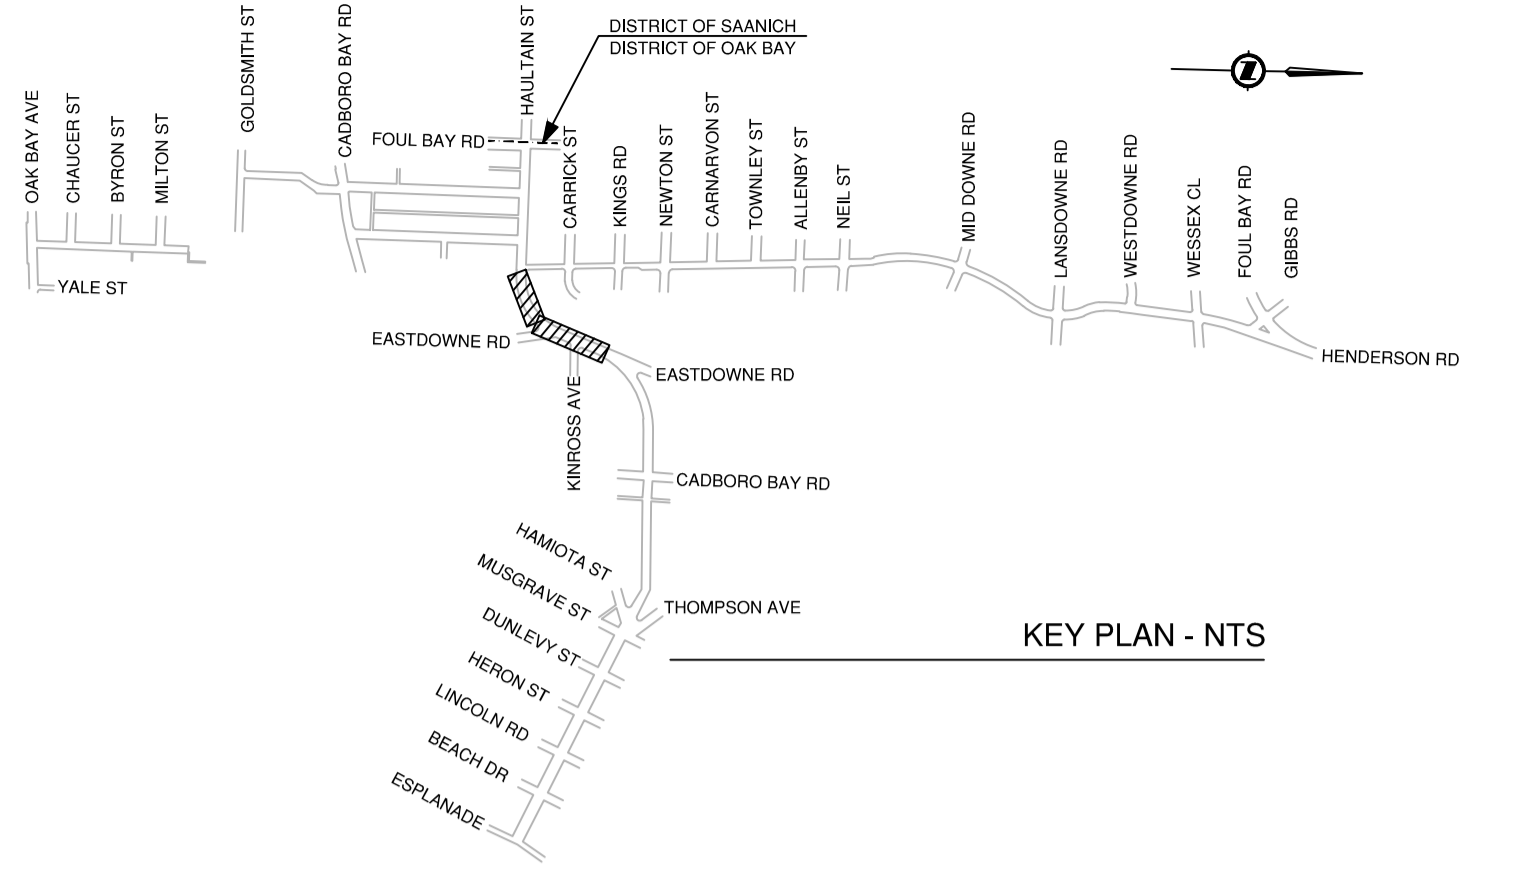 DISTRICT OF SAANICH
DISTRICT OF OAK BAY
OAK BAY AVE
CHAUCER ST
BYRON ST
MILTON ST
GOLDSMITH ST
CADBORO BAY RD
FOUL BAY RD
HAULTAIN ST
CARRICK ST
KINGS RD
NEWTON ST
CARNARVON ST
TOWNLEY ST
ALLENBY ST
NEIL ST
MID DOWNE RD
LANSDOWNE RD
WESTDOWNE RD
WESSEX CL
FOUL BAY RD
GIBBS RD
Z
YALE ST
EASTDOWNE RD
HENDERSON RD
EASTDOWNE RD
KINROSS AVE
CADBORO BAY RD
HAMIOTA ST
MUSGRAVE ST
THOMPSON AVE
DUNLEVY ST
KEY PLAN - NTS
HERON ST
LINCOLN RD
BEACH DR
ESPLANADE